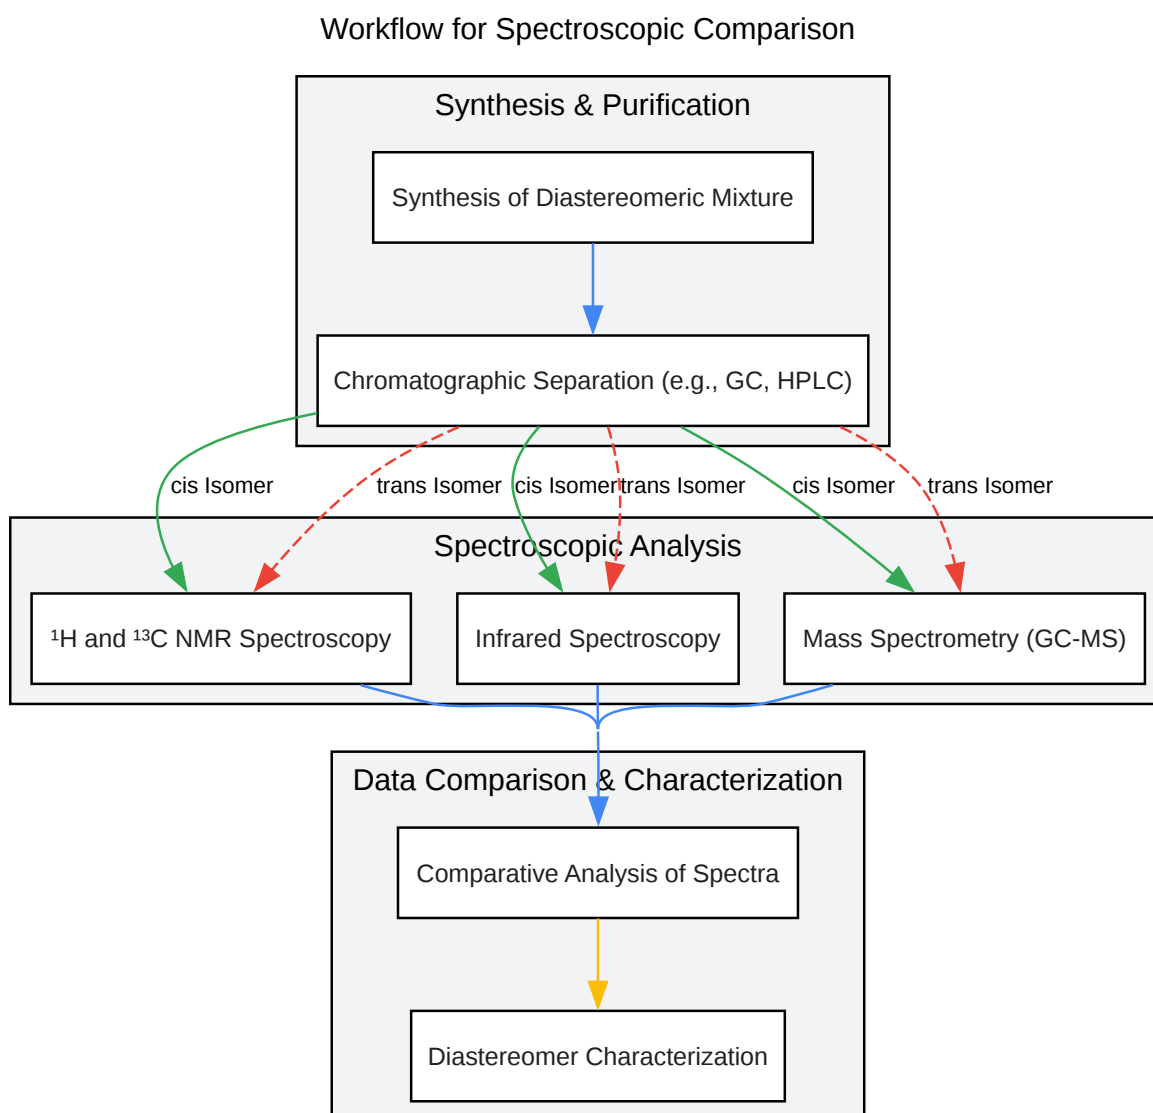 Workflow for Spectroscopic Comparison
Synthesis & Purification
Synthesis of Diastereomeric Mixture
Chromatographic Separation (e.g., GC, HPLC)
cis Isomer
trans Isomer
cis Isomer
trans Isomer
cis Isomer
trans Isomer
Spectroscopic Analysis
¹H and ¹³C NMR Spectroscopy
Infrared Spectroscopy
Mass Spectrometry (GC-MS)
Data Comparison & Characterization
Comparative Analysis of Spectra
Diastereomer Characterization